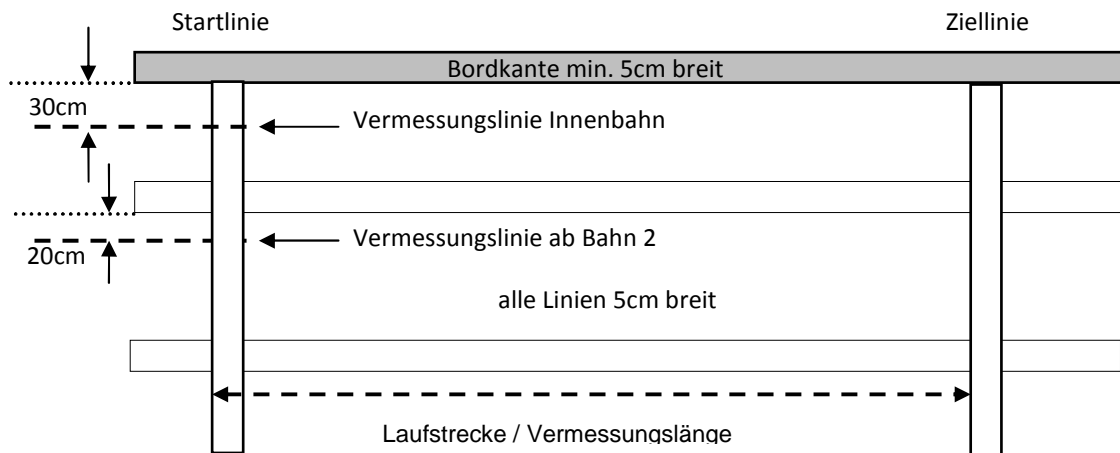 Startlinie
Ziellinie
Bordkante min. 5cm breit
30cm
Vermessungslinie Innenbahn
Vermessungslinie ab Bahn 2
20cm
alle Linien 5cm breit
Laufstrecke / Vermessungslänge